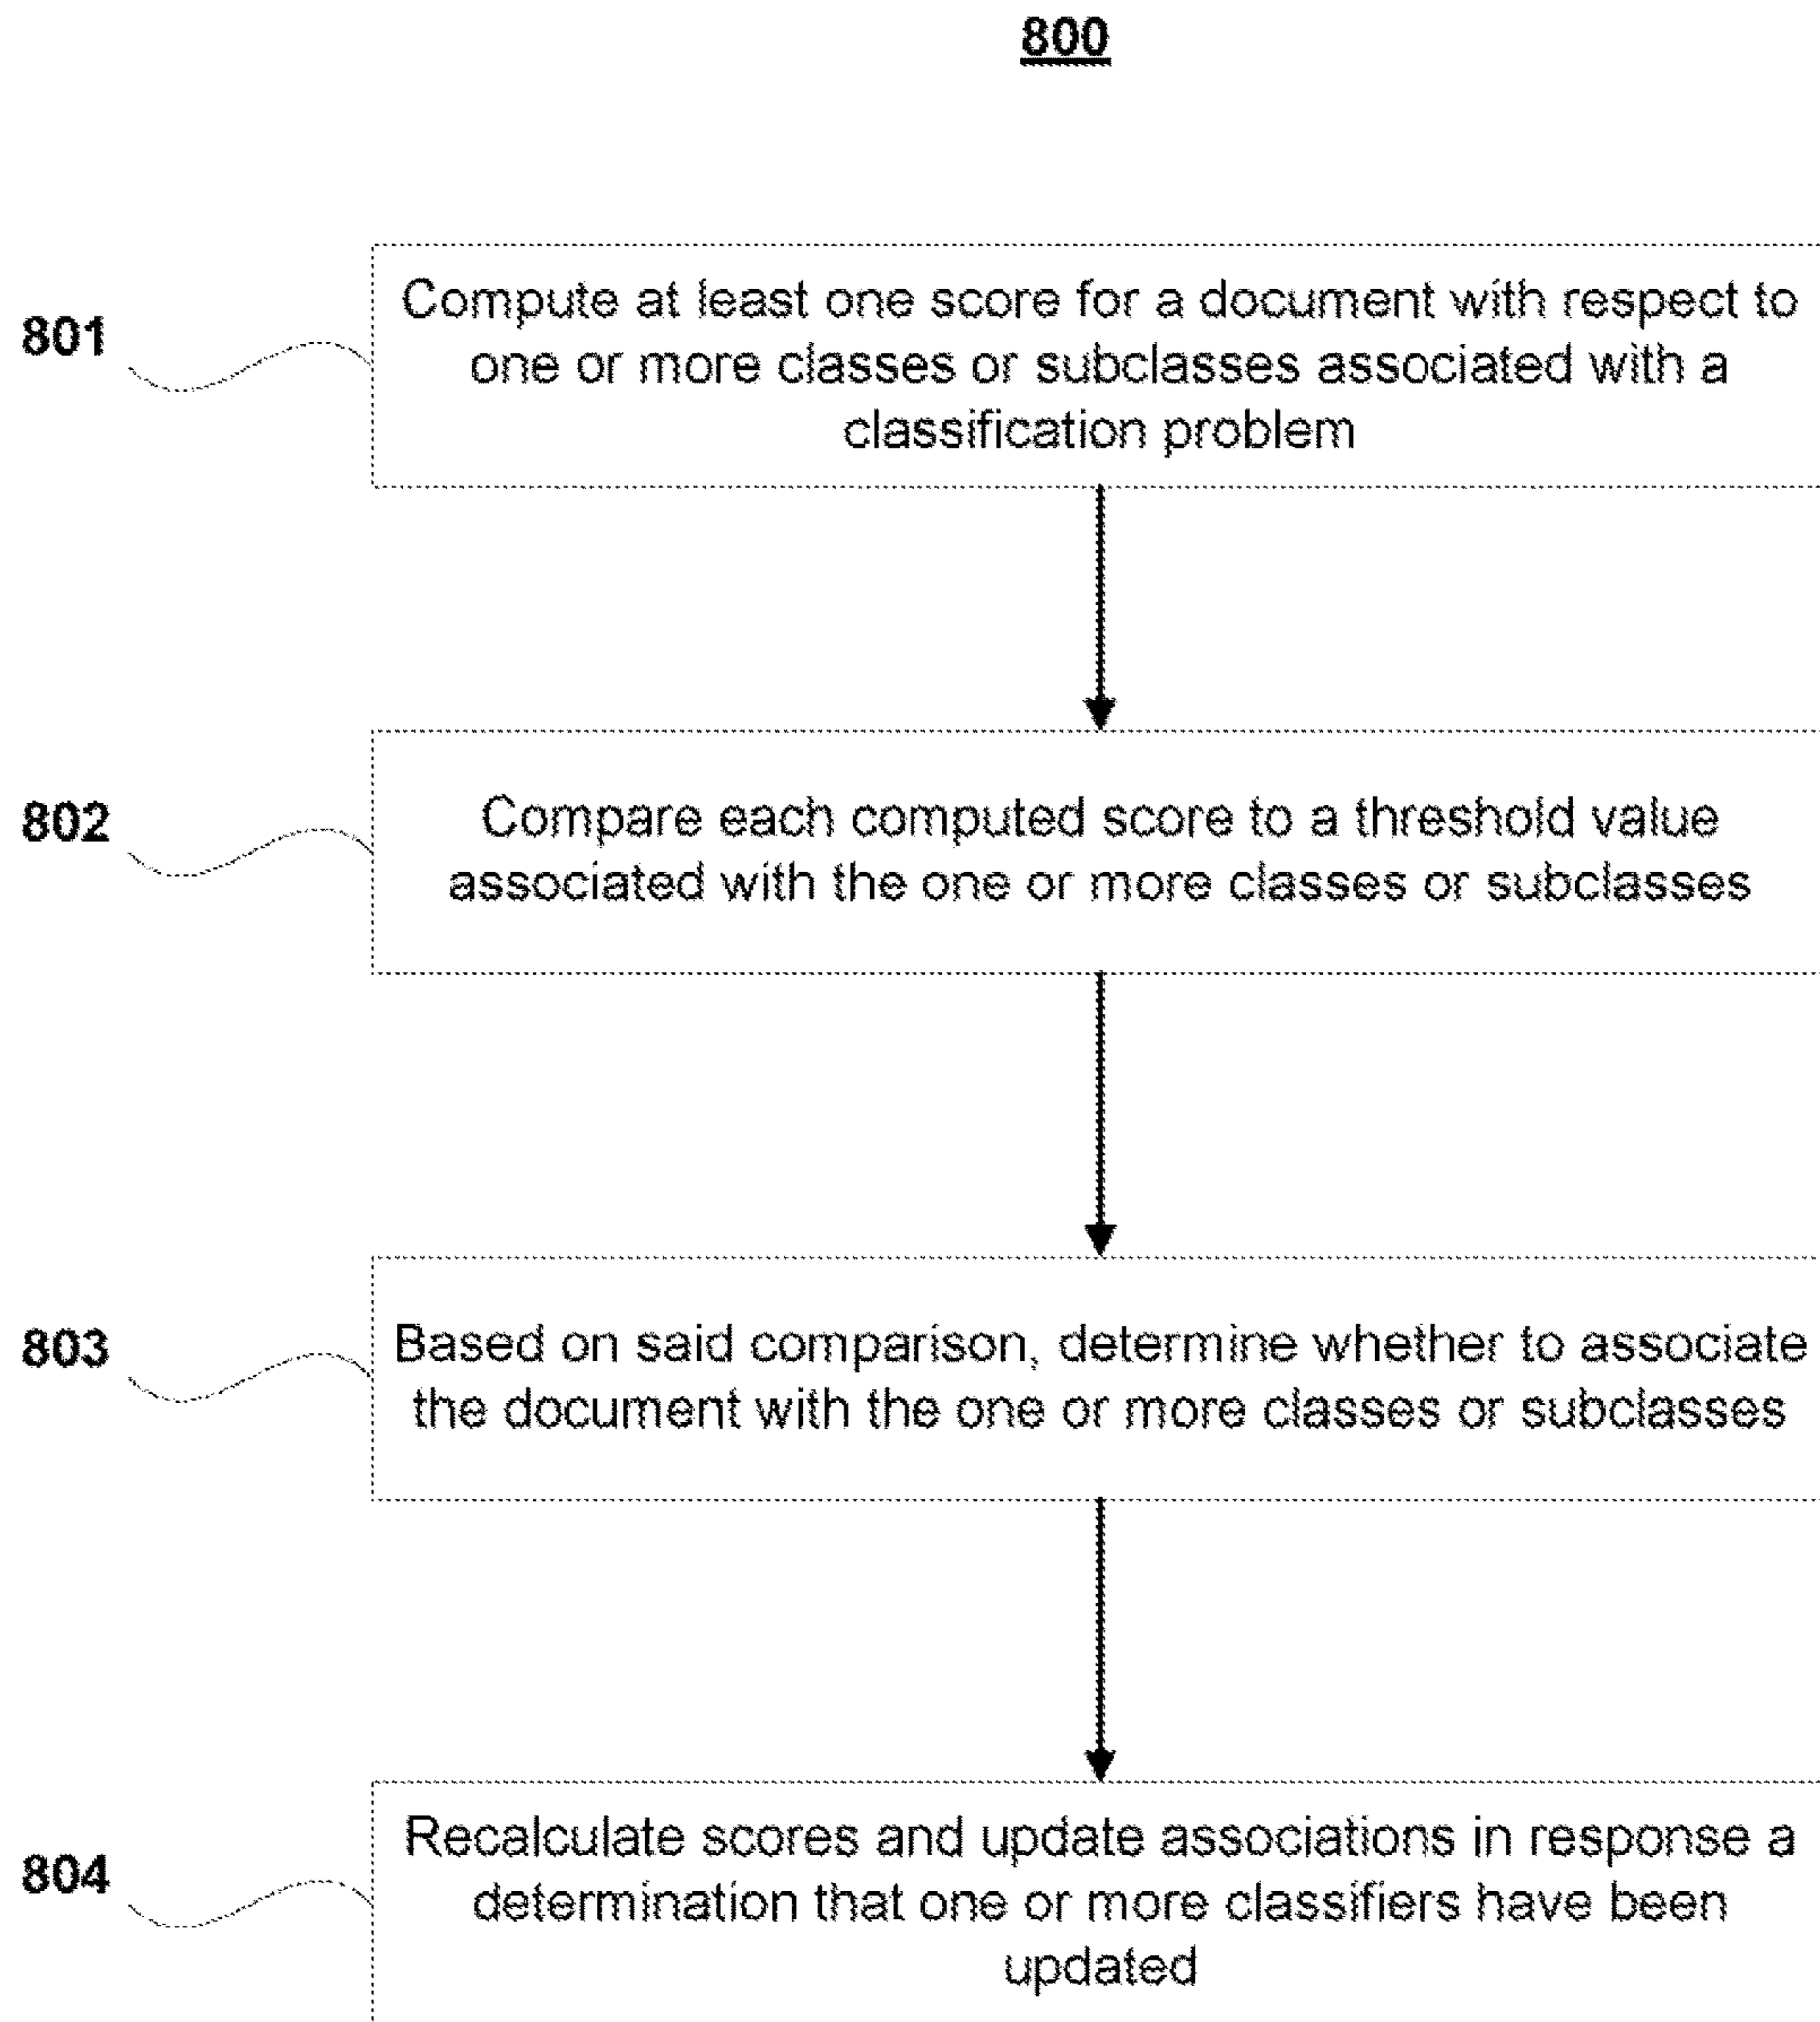 800
801
Compute at least one score for a document with respect to
one or more classes or subclasses associated with a
classification problem
802
Compare each computed score to a threshold value
associated with the one or more classes or subclasses
803
Based on said comparison, determine whether to associate
the document with the one or more classes or subclasses
804
Recalculate scores and update associations in response a
determination that one or more classifiers have been
updated